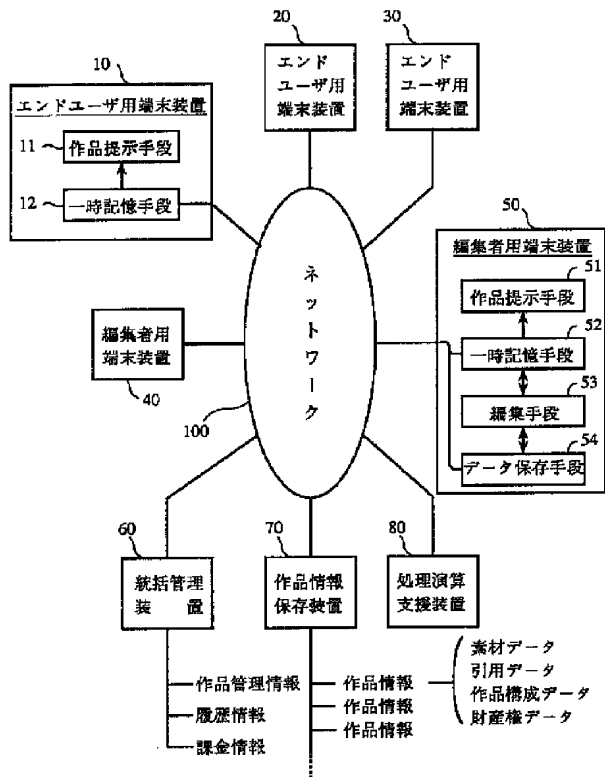 10
エンドユーザ用端末装置
11
作品提示手段
12
一時記憶手段
20
エンド
ユーザ用
端末装置
30
エンド
ユーザ用
端末装置
ネットワーク
100
編集者用
端末装置
40
50
編集者用端末装置
51
作品提示手段
52
一時記憶手段
53
編集手段
54
データ保存手段
60
統括管理
装　置
作品管理情報
履歴情報
課金情報
70
作品情報
保存装置
作品情報
作品情報
作品情報
80
処理演算
支援装置
素材データ
引用データ
作品構成データ
財産権データ